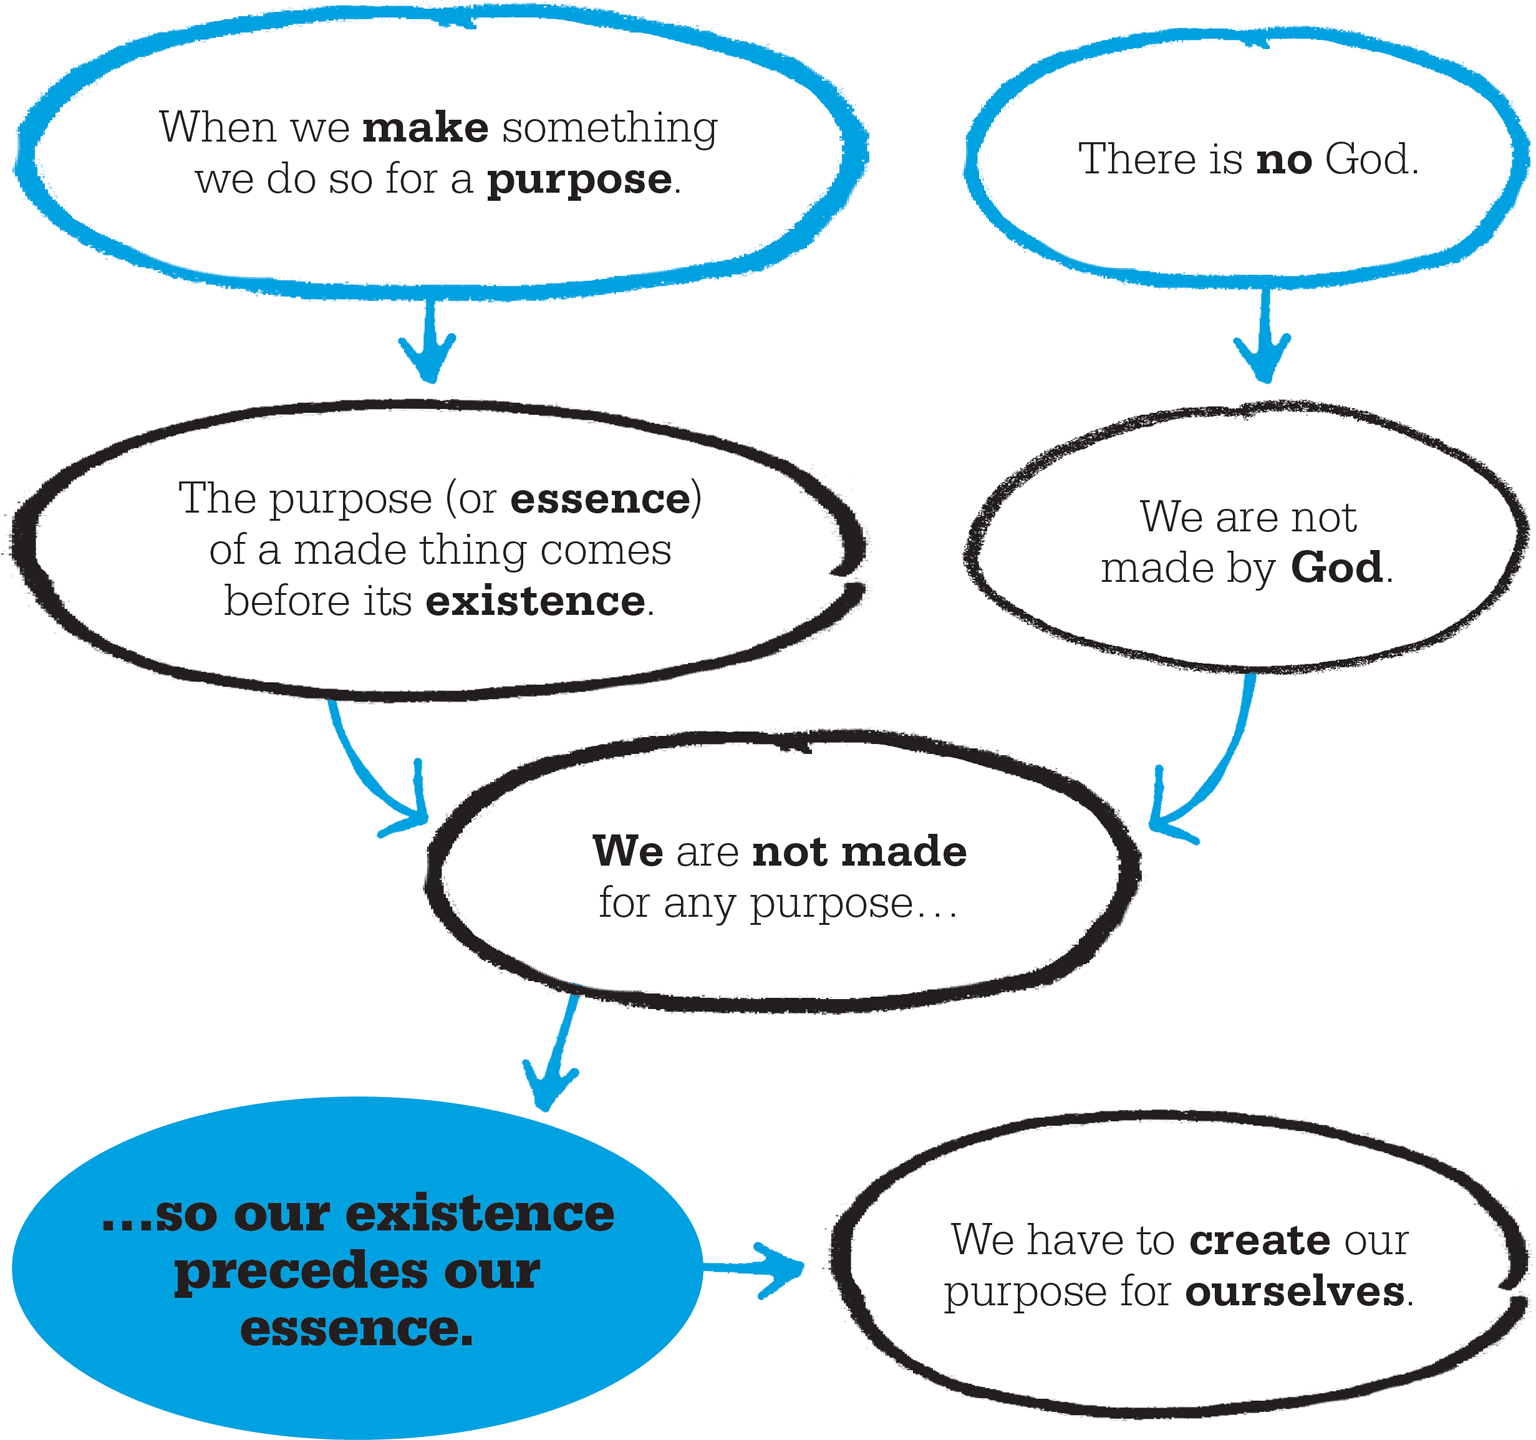 When we make something
we do so for a purpose.
There is no God.
The purpose (or essence)
of a made thing comes
before its existence.
We are not
made by God.
We are not made
for any purpose...
...so our existence
precedes our
essence.
We have to create our
purpose for ourselves.